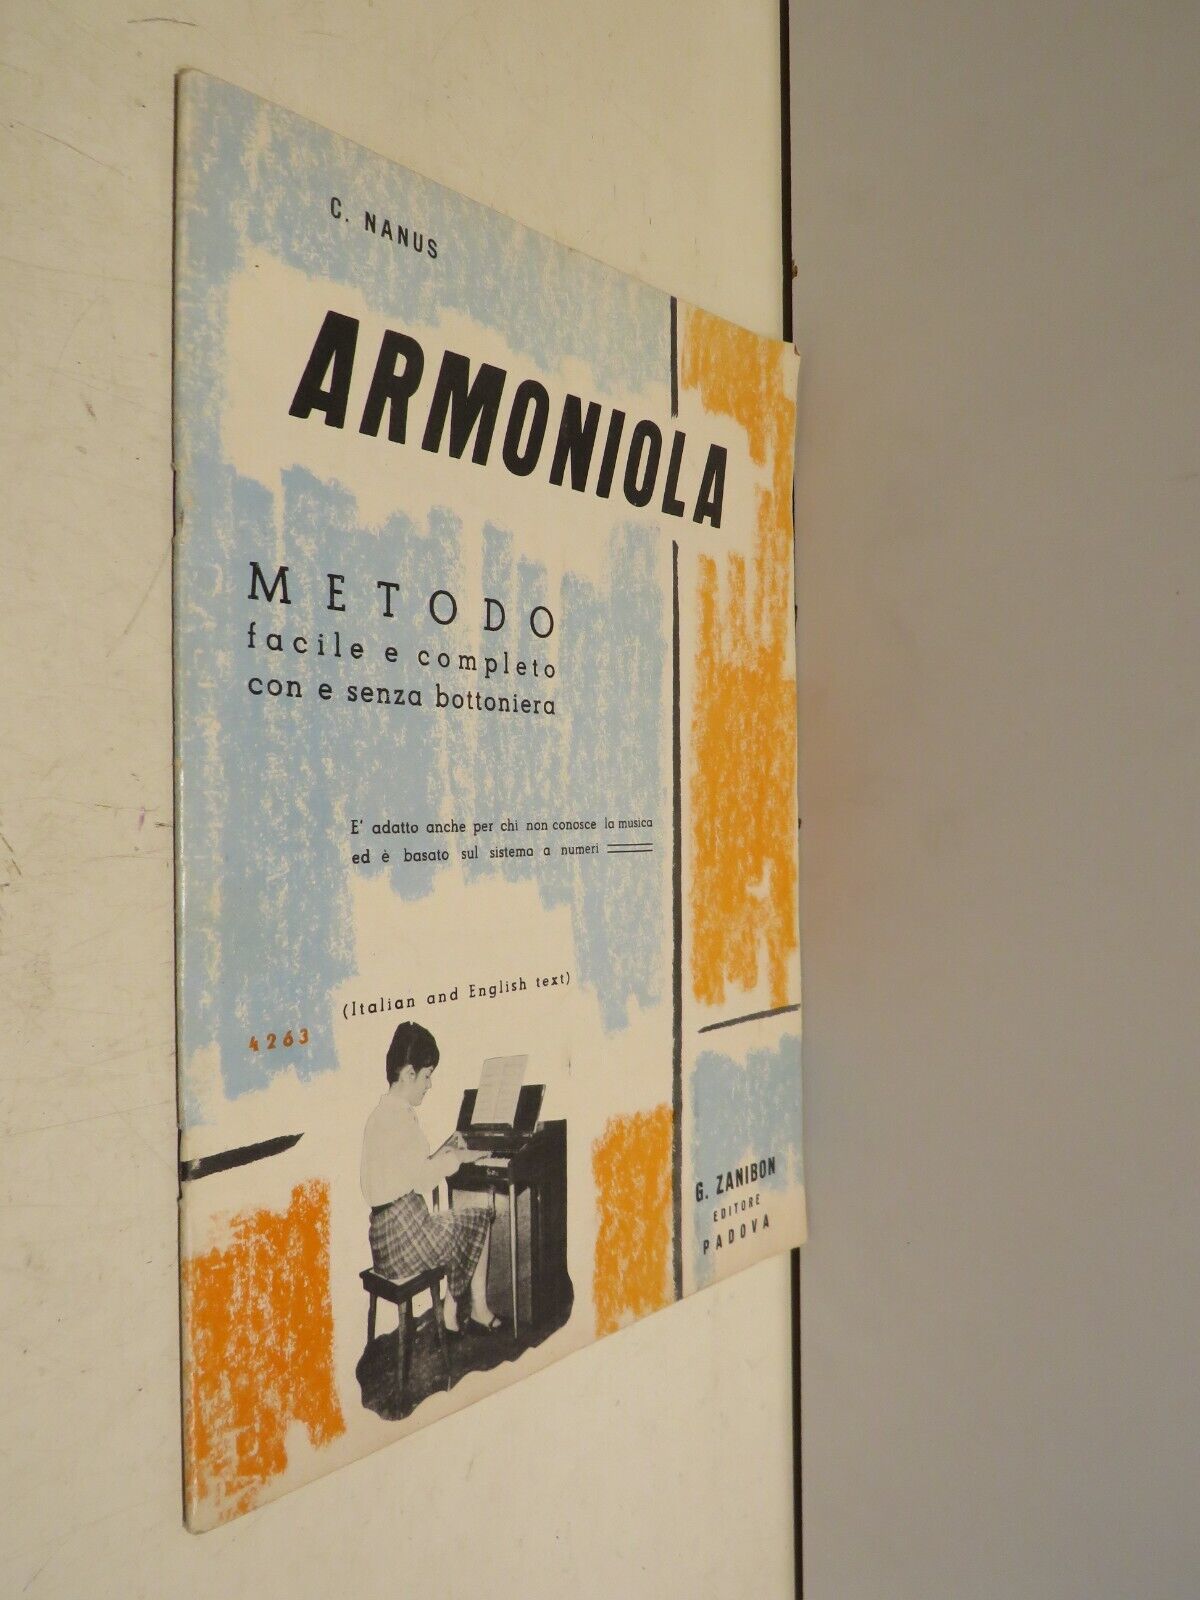 C. NANUS
ARMONIOLA
METODO
facile e completo
con e senza bottoniera
E' adatto anche per chi non conosce la musica
ed è basato sul sistema a numeri
(Italian and English text)
4263
G. ZANIBON
EDITORE
PADOVA